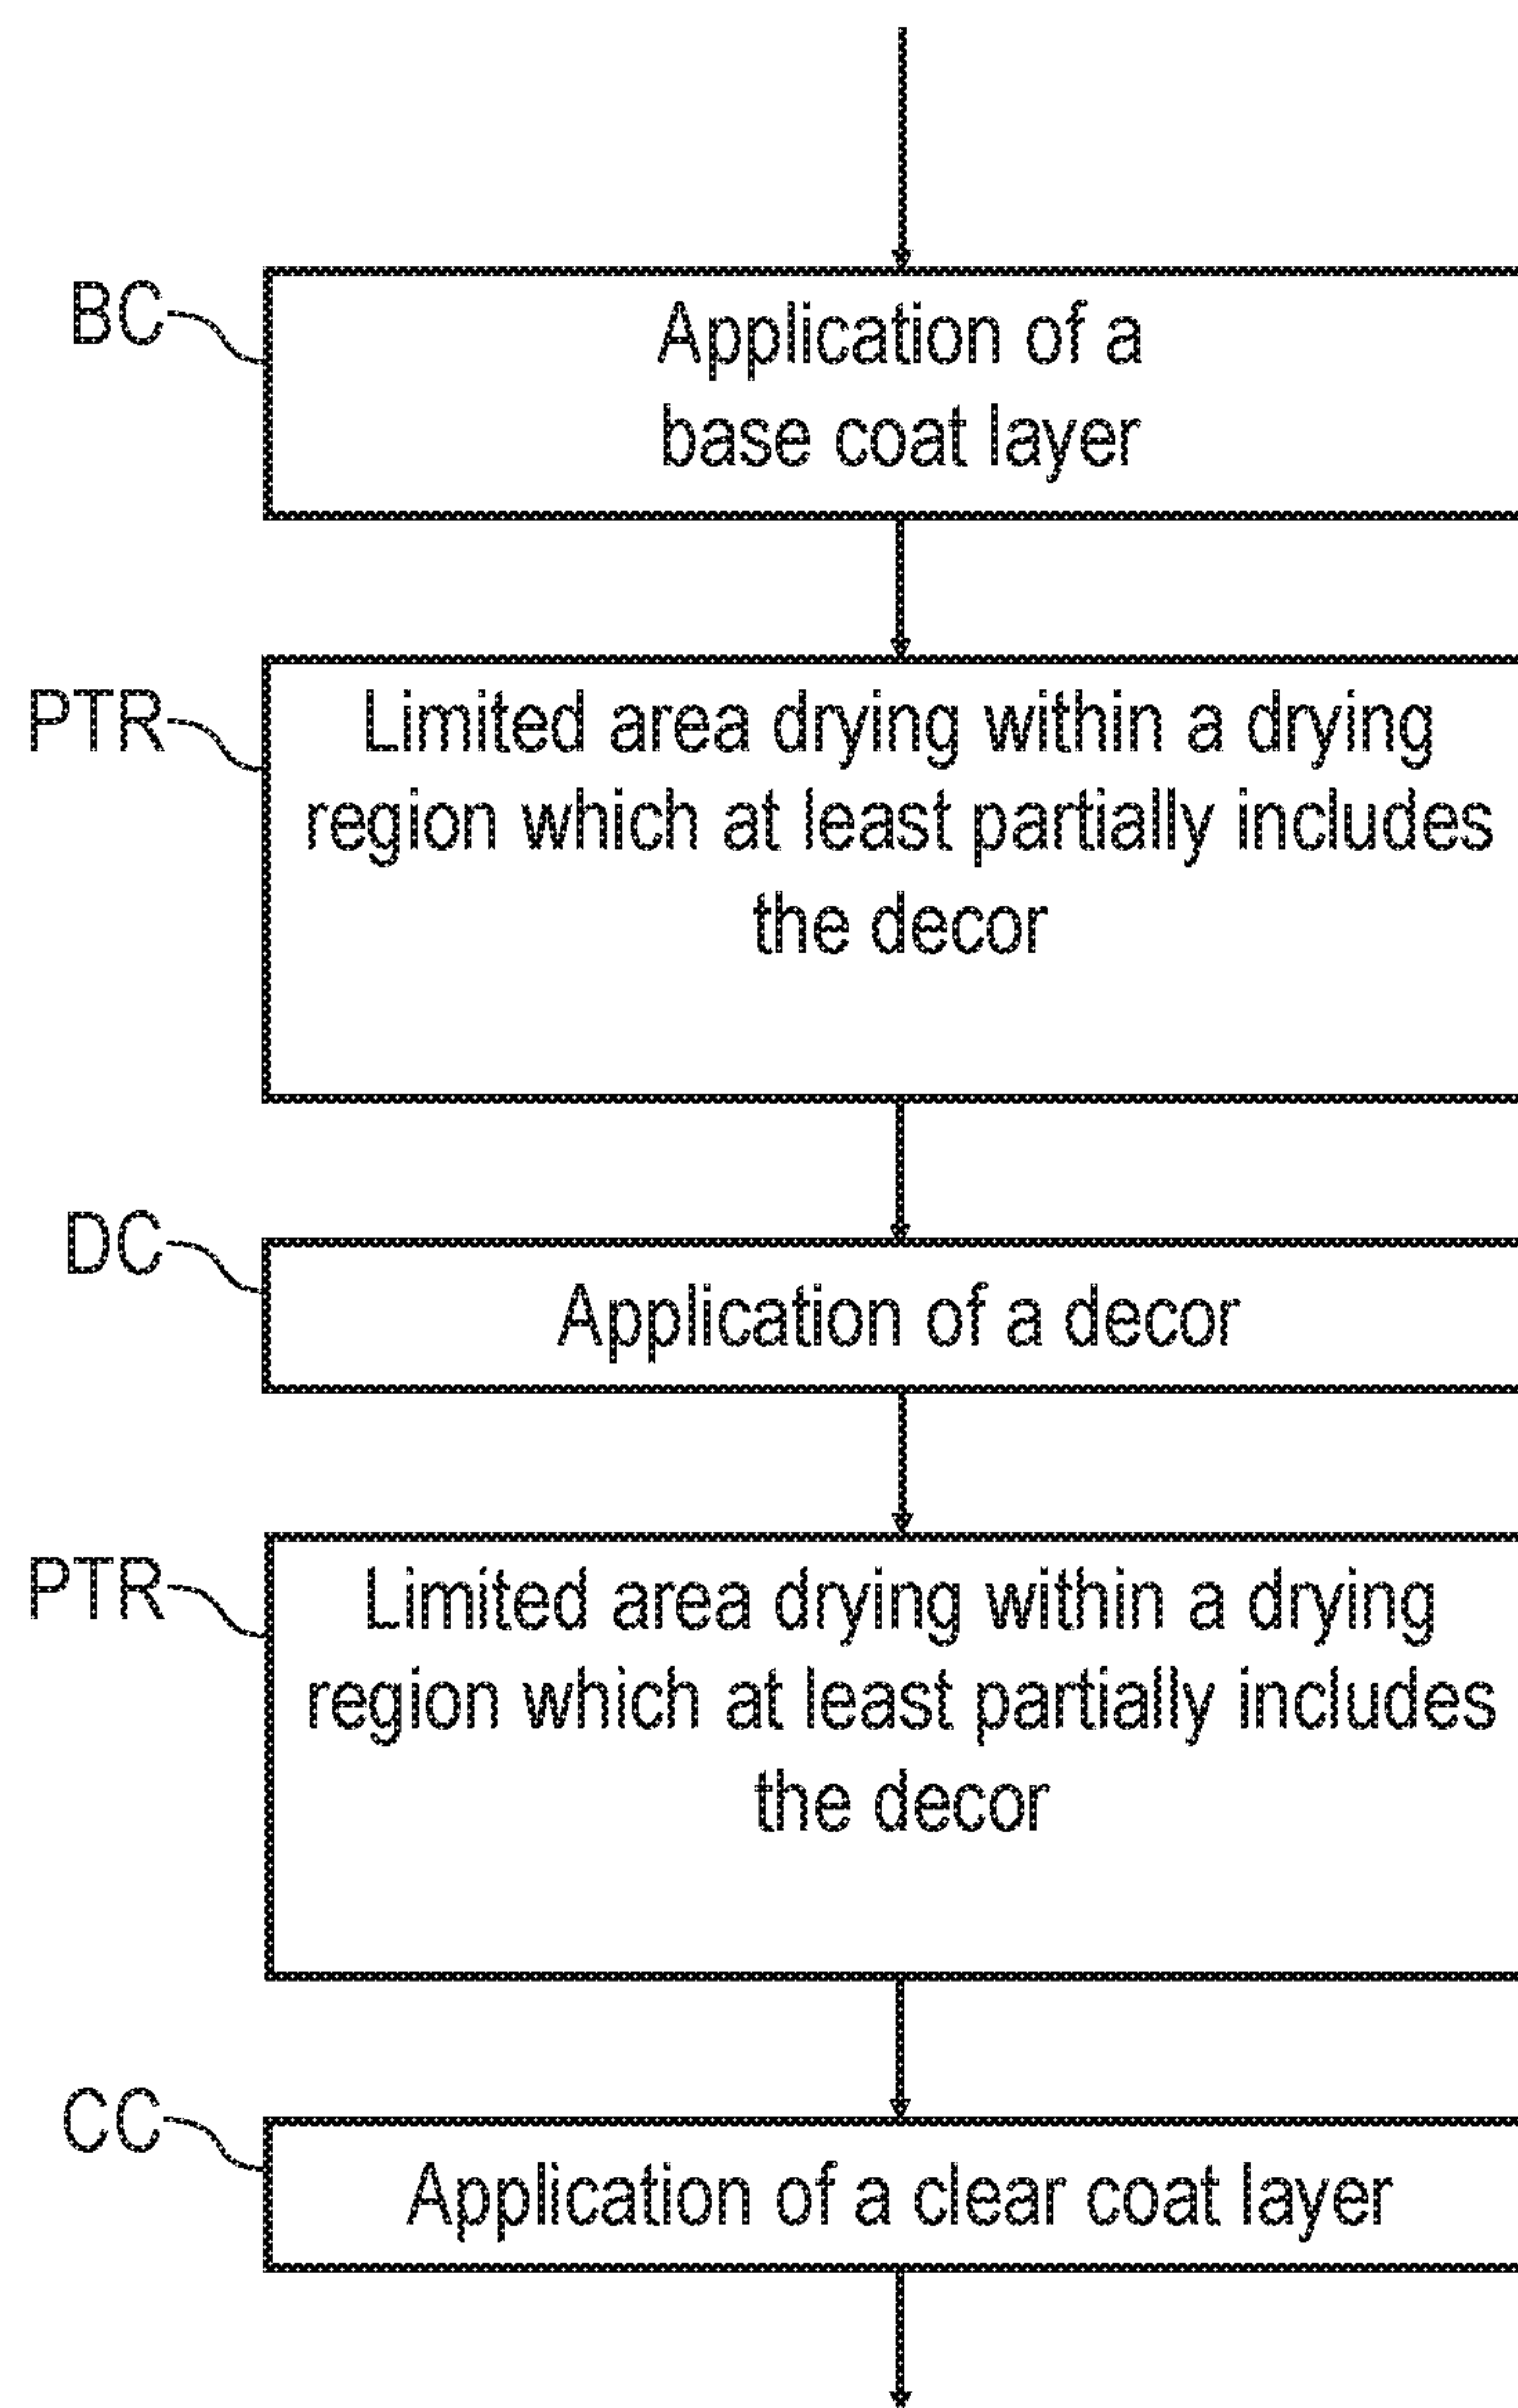 BC
Application of a
base coat layer
PTR
Limited area drying within a drying
region which at least partially includes
the decor
DC
Application of a decor
PTR
Limited area drying within a drying
region which at least partially includes
the decor
CC
Application of a clear coat layer